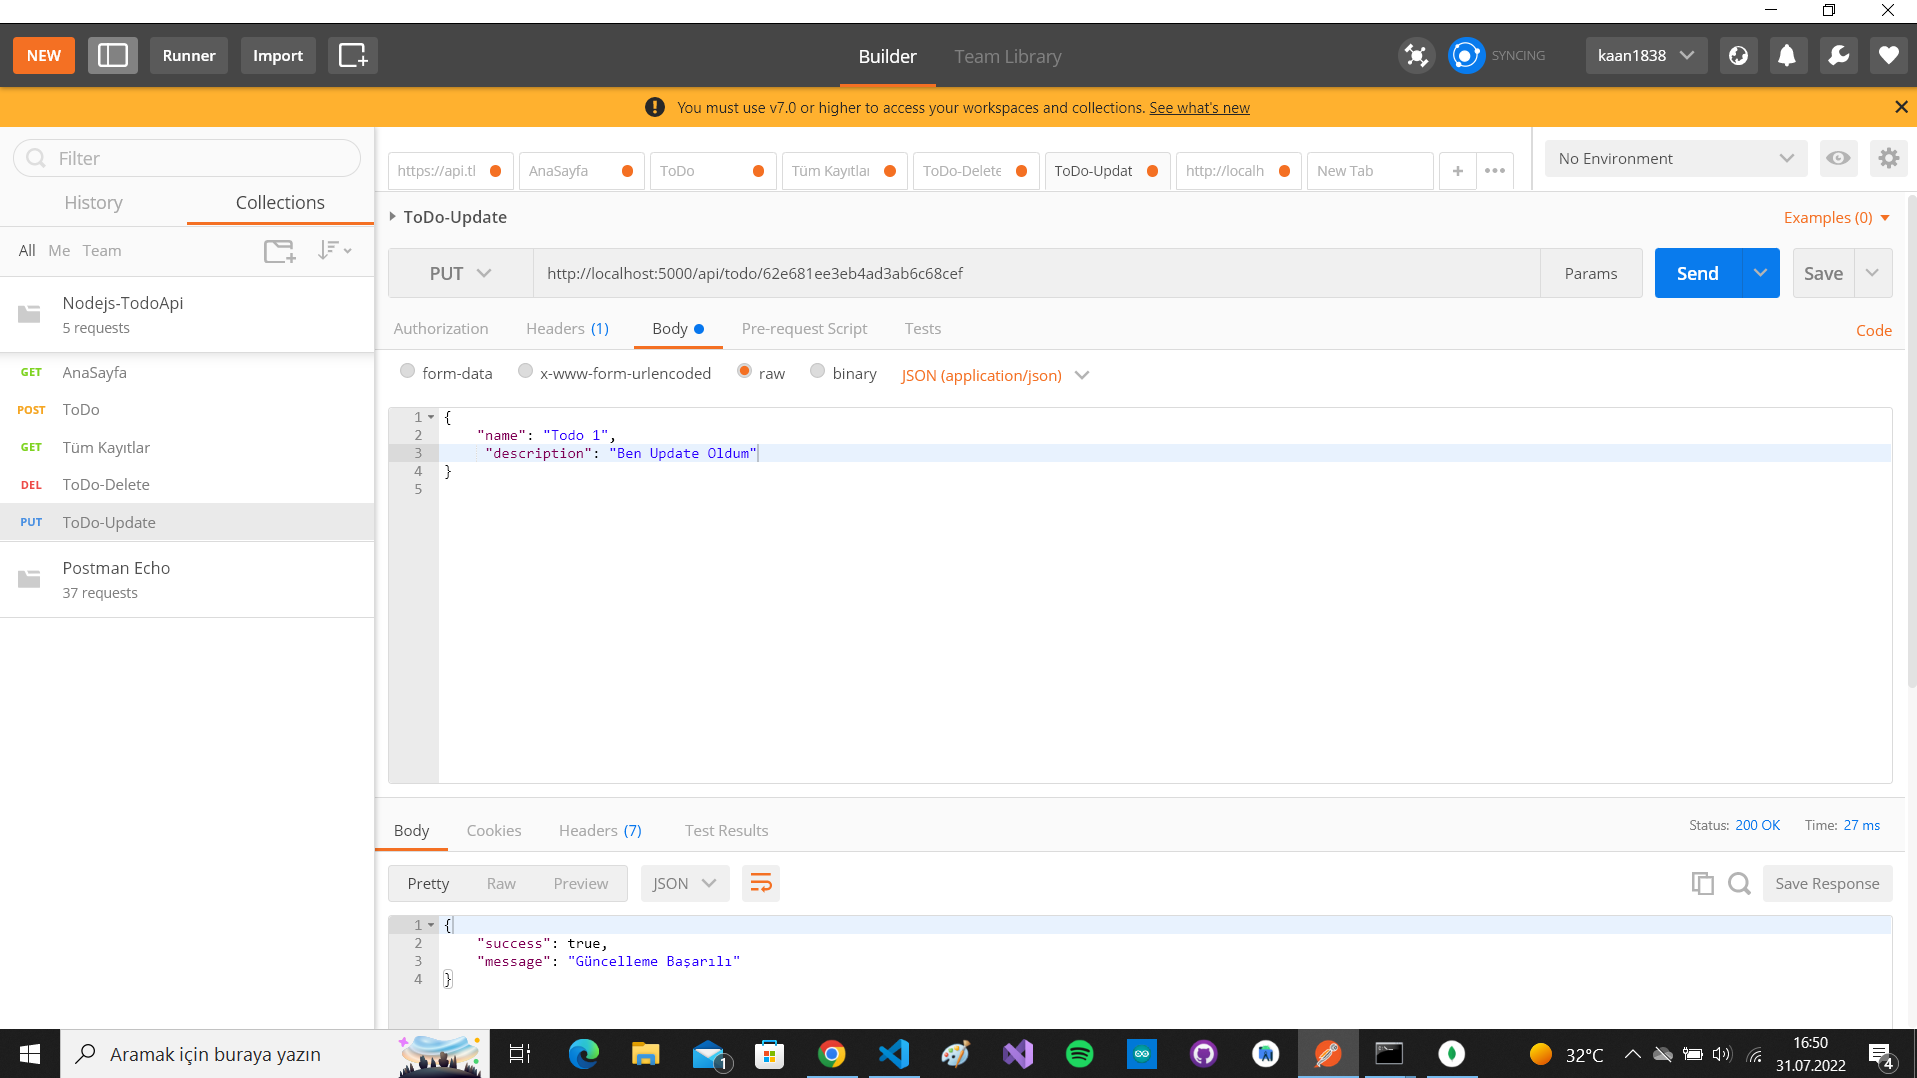 NEW Runner Import Builder Team Library SYNCING kaan1838
You must use v7.0 or higher to access your workspaces and collections. See what's new
Filter
History Collections
All Me Team
Nodejs-TodoApi
5 requests
GET AnaSayfa
POST ToDo
GET Tüm Kayıtlar
DEL ToDo-Delete
PUT ToDo-Update
Postman Echo
37 requests
https://api.tl AnaSayfa ToDo Tüm Kayıtlaı ToDo-Delete ToDo-Updat http://localh New Tab + •••
No Environment
ToDo-Update
Examples (0)
PUT http://localhost:5000/api/todo/62e681ee3eb4ad3ab6c68cef Params Send Save
Authorization Headers (1) Body Pre-request Script Tests Code
form-data x-www-form-urlencoded raw binary JSON (application/json)
1 {
2 "name": "Todo 1",
3 "description": "Ben Update Oldum"
4 }
5
Body Cookies Headers (7) Test Results Status: 200 OK Time: 27 ms
Pretty Raw Preview JSON Save Response
1 {
2 "success": true,
3 "message": "Güncelleme Başarılı"
4 }
Aramak için buraya yazın
1
32°C
16:50
31.07.2022
4